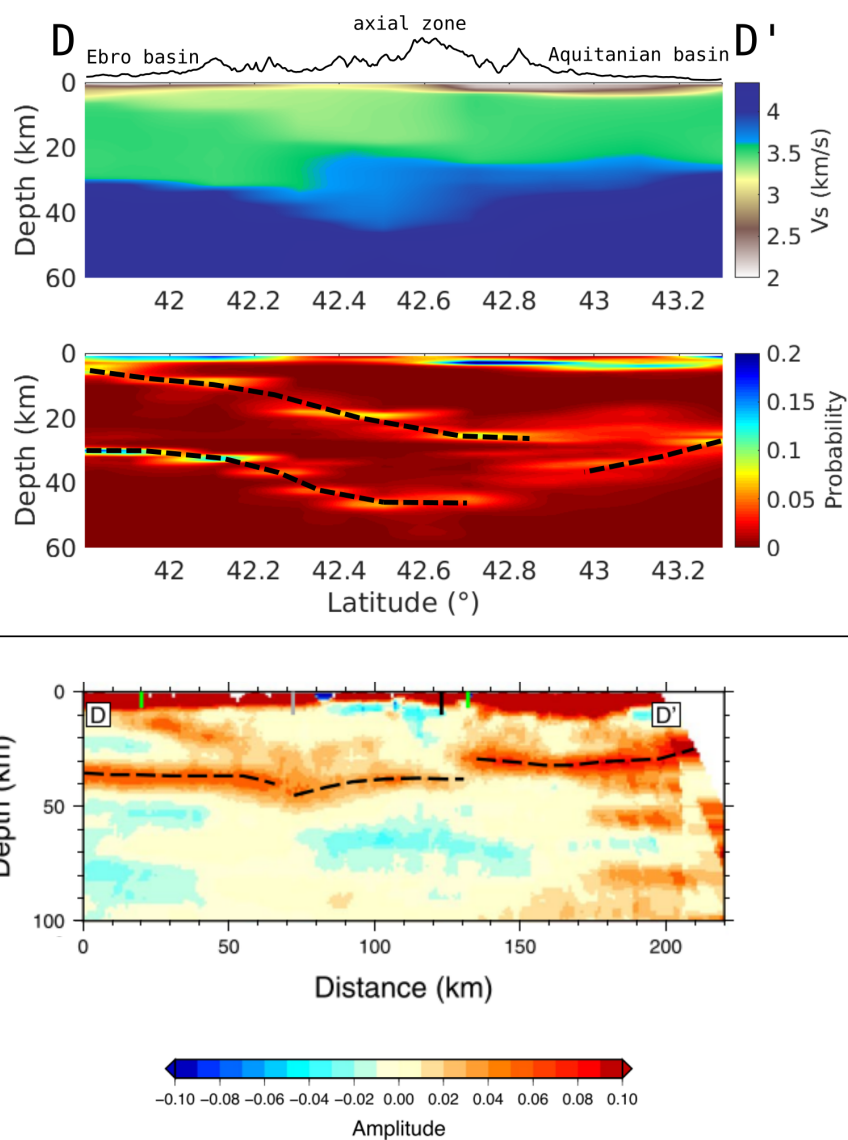 axial zone
D Ebro basin Aquitanian basin D'
0
20
40
60
Depth (km)
42 42.2 42.4 42.6 42.8 43 43.2
4
3.5
3
2.5
2
Vs (km/s)
0
20
40
60
Depth (km)
42 42.2 42.4 42.6 42.8 43 43.2
Latitude (°)
0.2
0.15
0.1
0.05
0
Probability
D D'
0
50
100
Depth (km)
0 50 100 150 200
Distance (km)
−0.10 −0.08 −0.06 −0.04 −0.02 0.00 0.02 0.04 0.06 0.08 0.10
Amplitude